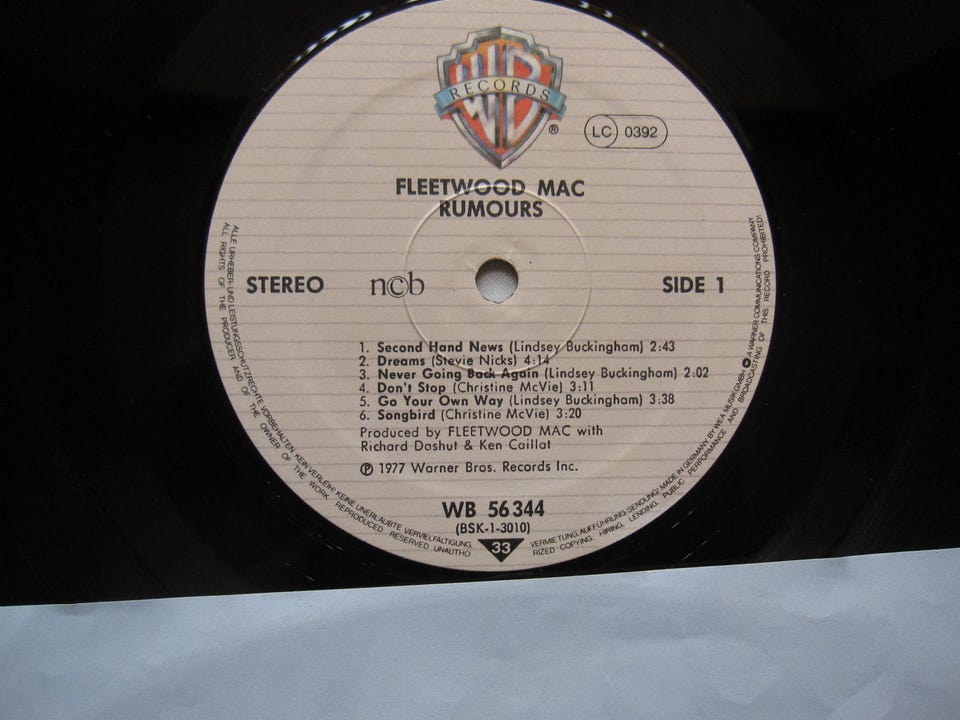 WB
RECORDS
®
LC 0392
FLEETWOOD MAC
RUMOURS
STEREO
n©b
SIDE 1
1. Second Hand News (Lindsey Buckingham) 2:43
2. Dreams (Stevie Nicks) 4:14
3. Never Going Back Again (Lindsey Buckingham) 2:02
4. Don't Stop (Christine McVie) 3:11
5. Go Your Own Way (Lindsey Buckingham) 3:38
6. Songbird (Christine McVie) 3:20
Produced by FLEETWOOD MAC with
Richard Dashut & Ken Caillat
℗ 1977 Warner Bros. Records Inc.
WB 56 344
(BSK-1-3010)
33
ALLE URHEBER- UND LEISTUNGSSCHUTZRECHTE VORBEHALTEN. KEIN VERLEIH! KEINE UNERLAUBTE VERVIELFÄLTIGUNG, VERMIETUNG, AUFFÜHRUNG, SENDUNG! MADE IN GERMANY BY WEA MUSIK GMBH A WARNER COMMUNICATIONS COMPANY
ALL RIGHTS OF THE PRODUCER AND OF THE OWNER OF THE WORK REPRODUCED RESERVED. UNAUTHORIZED COPYING, HIRING, LENDING, PUBLIC PERFORMANCE AND BROADCASTING OF THIS RECORD PROHIBITED!